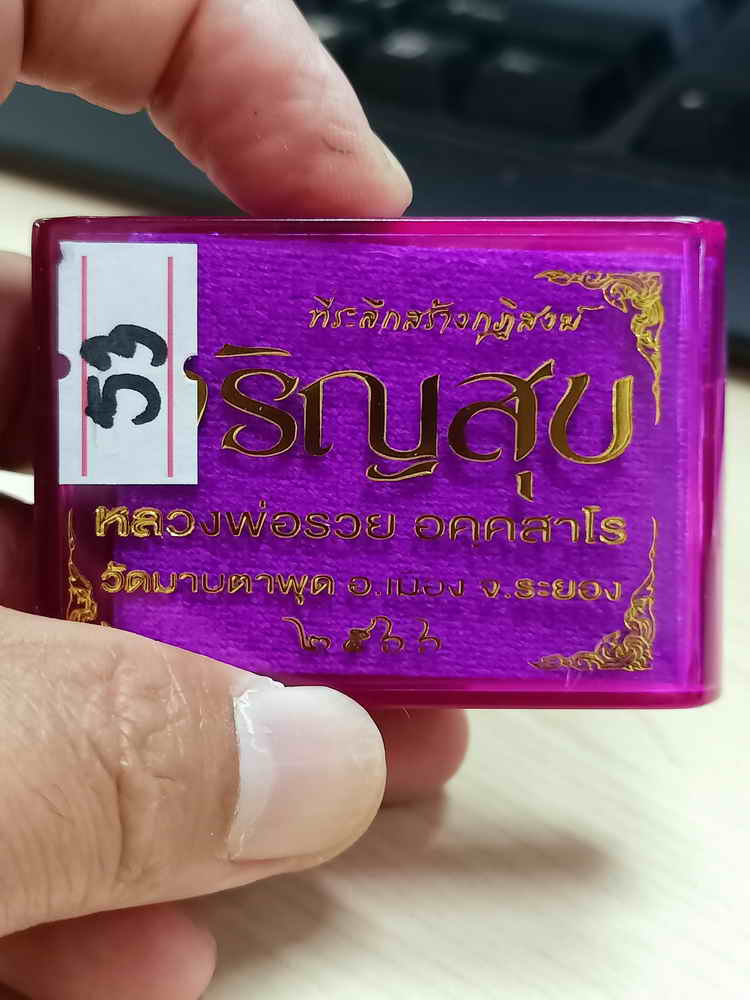 ที่ระลึกสร้างกุฏิสงฆ์
53
ริญสุข
หลวงพ่อรวย อคฺคสาโร
วัดมาบตาพุด อ.เมือง จ.ระยอง
๒๕๖๖